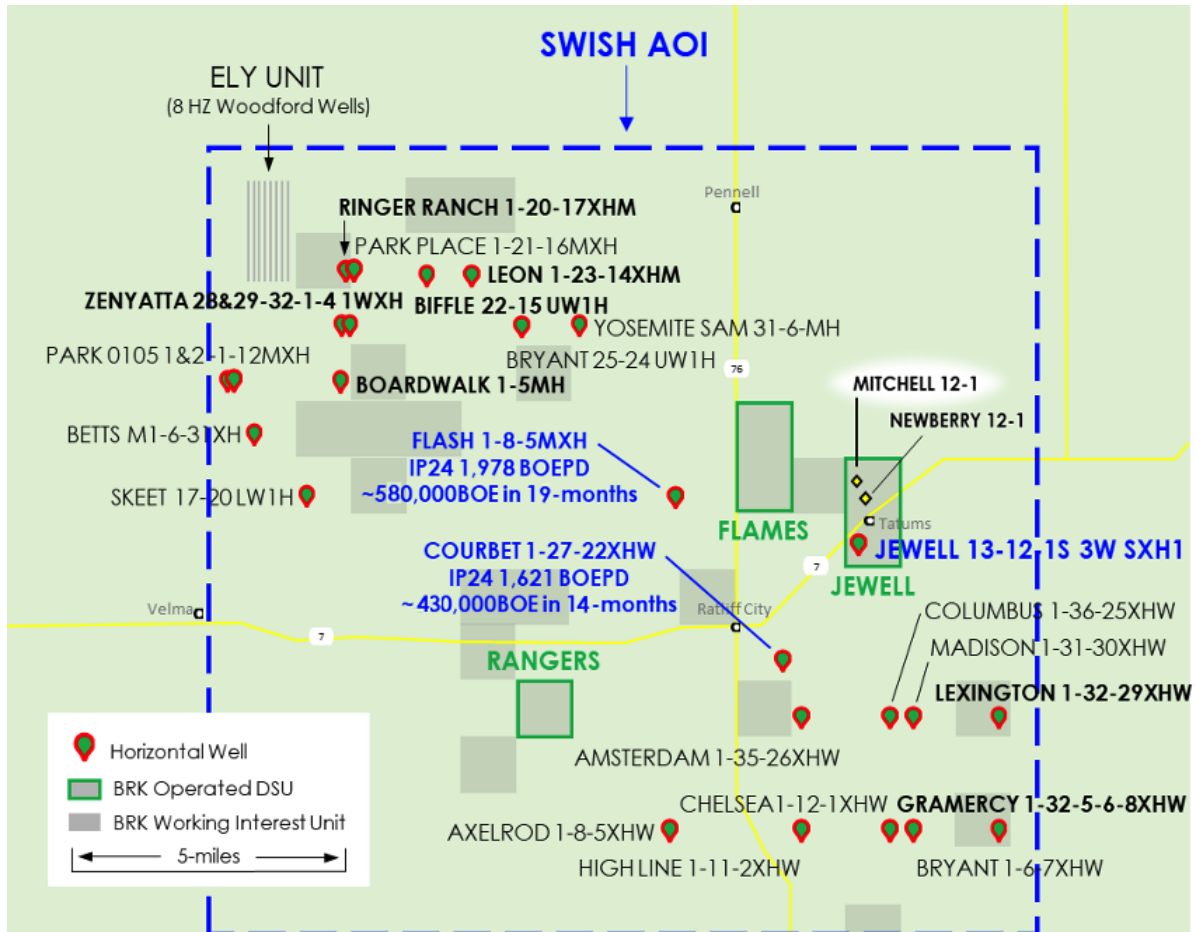 SWISH AOI
ELY UNIT
(8 HZ Woodford Wells)
Pennell
RINGER RANCH 1-20-17XHM
PARK PLACE 1-21-16MXH
LEON 1-23-14XHM
ZENYATTA 28&29-32-1-4 1WXH
BIFFLE 22-15 UW1H
YOSEMITE SAM 31-6-MH
PARK 0105 1&2-1-12MXH
BRYANT 25-24 UW1H
76
BOARDWALK 1-5MH
MITCHELL 12-1
NEWBERRY 12-1
BETTS M1-6-31XH
FLASH 1-8-5MXH
IP24 1,978 BOEPD
~580,000BOE in 19-months
SKEET 17-20 LW1H
FLAMES
Tatums
COURBET 1-27-22XHW
IP24 1,621 BOEPD
~430,000BOE in 14-months
JEWELL 13-12-1S 3W SXH1
7
JEWELL
Velma
Ratliff City
COLUMBUS 1-36-25XHW
7
MADISON 1-31-30XHW
RANGERS
LEXINGTON 1-32-29XHW
AMSTERDAM 1-35-26XHW
CHELSEA1-12-1XHW
GRAMERCY 1-32-5-6-8XHW
AXELROD 1-8-5XHW
HIGH LINE 1-11-2XHW
BRYANT 1-6-7XHW
Horizontal Well
BRK Operated DSU
BRK Working Interest Unit
5-miles